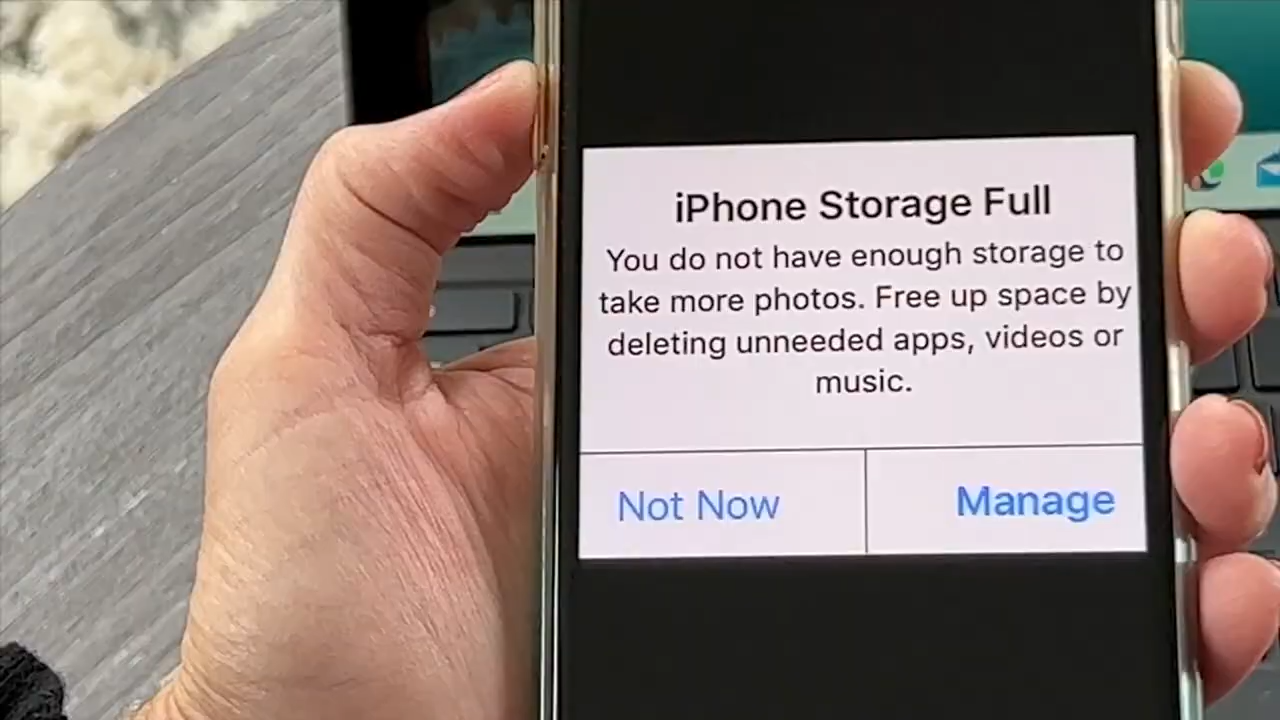 iPhone Storage Full
You do not have enough storage to
take more photos. Free up space by
deleting unneeded apps, videos or
music.
Not Now
Manage